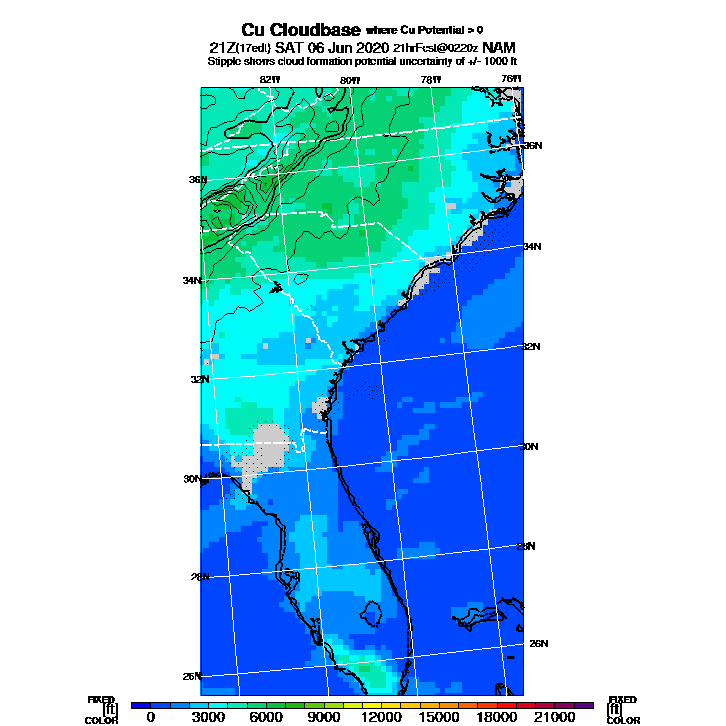 Cu Cloudbase where Cu Potential > 0
21Z(17edt) SAT 06 Jun 2020 21hrFcst@0220z NAM
Stipple shows cloud formation potential uncertainty of +/- 1000 ft
82W 80W 78W 76W
36N
36N
34N
34N
32N
32N
30N
30N
28N
28N
26N
26N
FIXED FIXED
[ft] [ft]
COLOR COLOR
0 3000 6000 9000 12000 15000 18000 21000